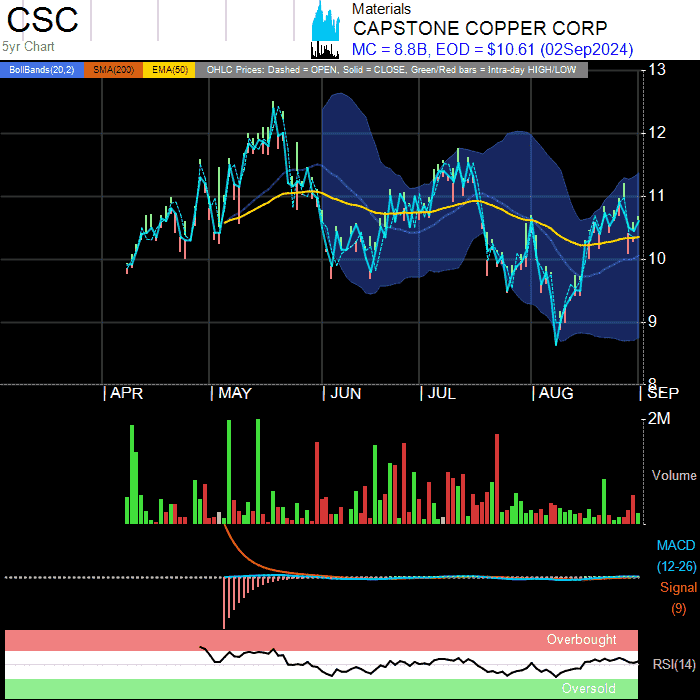 CSC
5yr Chart
Materials
CAPSTONE COPPER CORP
MC = 8.8B, EOD = $10.61 (02Sep2024)
BollBands(20,2) SMA(200) EMA(50) OHLC Prices: Dashed = OPEN, Solid = CLOSE, Green/Red bars = Intra-day HIGH/LOW
13
12
11
10
9
8
APR MAY JUN JUL AUG SEP
2M
Volume
MACD
(12-26)
Signal
(9)
Overbought
RSI(14)
Oversold